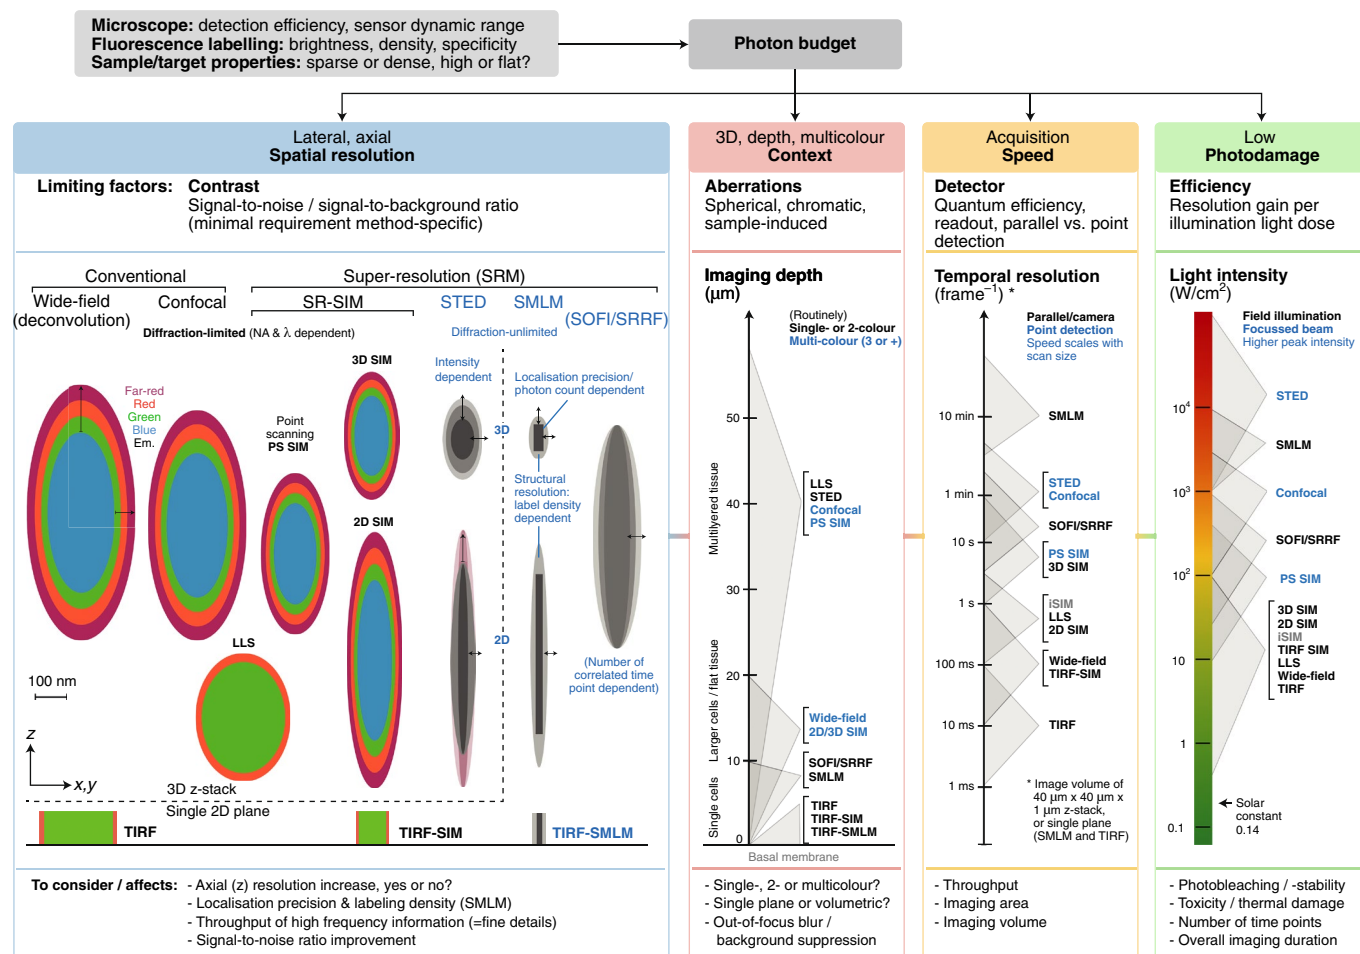 Microscope: detection efficiency, sensor dynamic range
Fluorescence labelling: brightness, density, specificity
Sample/target properties: sparse or dense, high or flat?
Photon budget
Lateral, axial
Spatial resolution
Limiting factors: Contrast
Signal-to-noise / signal-to-background ratio
(minimal requirement method-specific)
Conventional
Super-resolution (SRM)
Wide-field
(deconvolution)
Confocal
SR-SIM
STED
SMLM
(SOFI/SRRF)
Diffraction-limited (NA & λ dependent)
Diffraction-unlimited
Far-red
Red
Green
Blue
Em.
Point
scanning
PS SIM
3D SIM
2D SIM
LLS
Intensity
dependent
Localisation precision/
photon count dependent
3D
Structural
resolution:
label density
dependent
2D
(Number of
correlated time
point dependent)
100 nm
z
x,y
3D z-stack
Single 2D plane
TIRF
TIRF-SIM
TIRF-SMLM
To consider / affects:
- Axial (z) resolution increase, yes or no?
- Localisation precision & labeling density (SMLM)
- Throughput of high frequency information (=fine details)
- Signal-to-noise ratio improvement
3D, depth, multicolour
Context
Aberrations
Spherical, chromatic,
sample-induced
Imaging depth
(μm)
(Routinely)
Single- or 2-colour
Multi-colour (3 or +)
50
40
30
20
10
0
Multilyered tissue
Larger cells / flat tissue
Single cells
LLS
STED
Confocal
PS SIM
Wide-field
2D/3D SIM
SOFI/SRRF
SMLM
TIRF
TIRF-SIM
TIRF-SMLM
Basal membrane
- Single-, 2- or multicolour?
- Single plane or volumetric?
- Out-of-focus blur /
background suppression
Acquisition
Speed
Detector
Quantum efficiency,
readout, parallel vs. point
detection
Temporal resolution
(frame⁻¹) *
Parallel/camera
Point detection
Speed scales with
scan size
10 min
1 min
10 s
1 s
100 ms
10 ms
1 ms
SMLM
STED
Confocal
SOFI/SRRF
PS SIM
3D SIM
iSIM
LLS
2D SIM
Wide-field
TIRF-SIM
TIRF
* Image volume of
40 μm x 40 μm x
1 μm z-stack,
or single plane
(SMLM and TIRF)
- Throughput
- Imaging area
- Imaging volume
Low
Photodamage
Efficiency
Resolution gain per
illumination light dose
Light intensity
(W/cm²)
Field illumination
Focussed beam
Higher peak intensity
10⁴
10³
10²
10
1
0.1
STED
SMLM
Confocal
SOFI/SRRF
PS SIM
3D SIM
2D SIM
iSIM
TIRF SIM
LLS
Wide-field
TIRF
Solar
constant
0.14
- Photobleaching / -stability
- Toxicity / thermal damage
- Number of time points
- Overall imaging duration